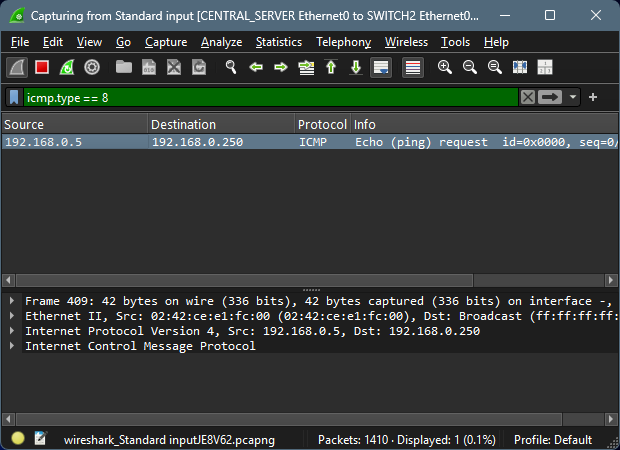 Capturing from Standard input [CENTRAL_SERVER Ethernet0 to SWITCH2 Ethernet0...
File Edit View Go Capture Analyze Statistics Telephony Wireless Tools Help
icmp.type == 8
Source Destination Protocol Info
192.168.0.5 192.168.0.250 ICMP Echo (ping) request id=0x0000, seq=0/
Frame 409: 42 bytes on wire (336 bits), 42 bytes captured (336 bits) on interface -,
Ethernet II, Src: 02:42:ce:e1:fc:00 (02:42:ce:e1:fc:00), Dst: Broadcast (ff:ff:ff:ff:
Internet Protocol Version 4, Src: 192.168.0.5, Dst: 192.168.0.250
Internet Control Message Protocol
wireshark_Standard inputJE8V62.pcapng Packets: 1410 · Displayed: 1 (0.1%) Profile: Default